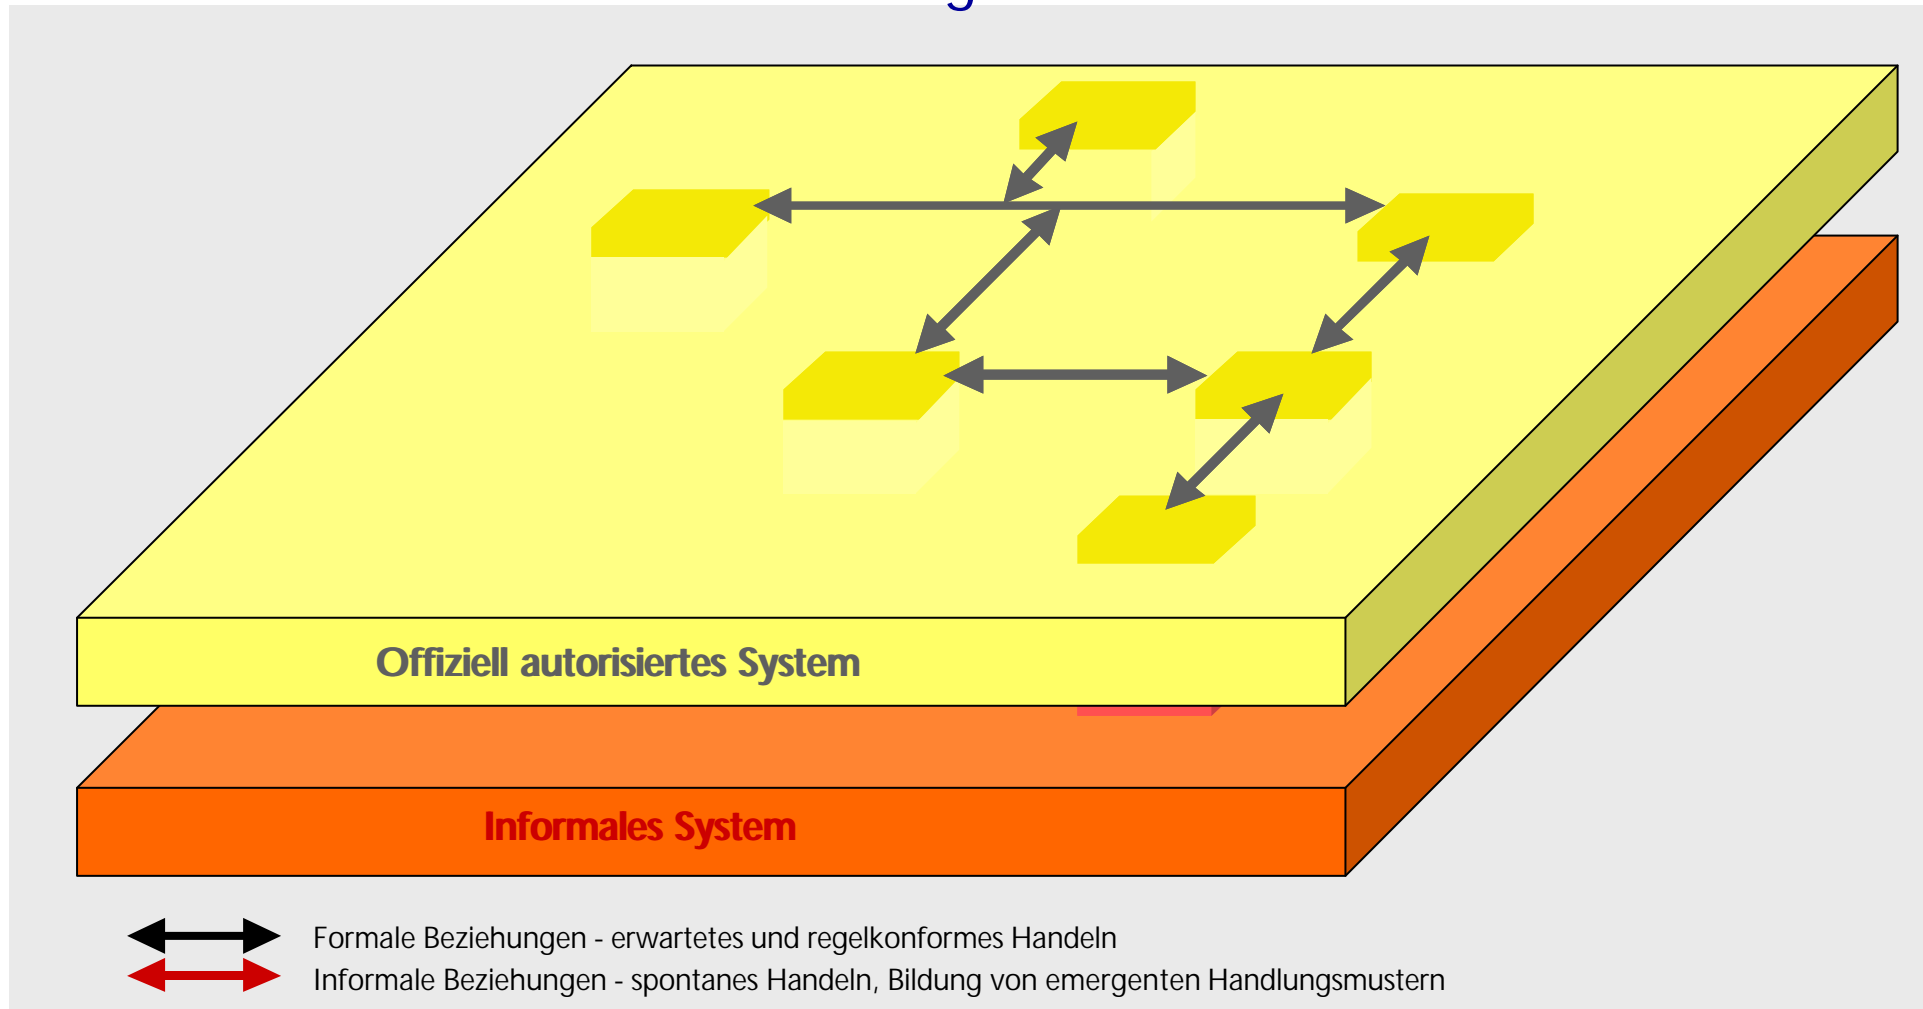 Offiziell autorisiertes System
Informales System
Formale Beziehungen - erwartetes und regelkonformes Handeln
Informale Beziehungen - spontanes Handeln, Bildung von emergenten Handlungsmustern